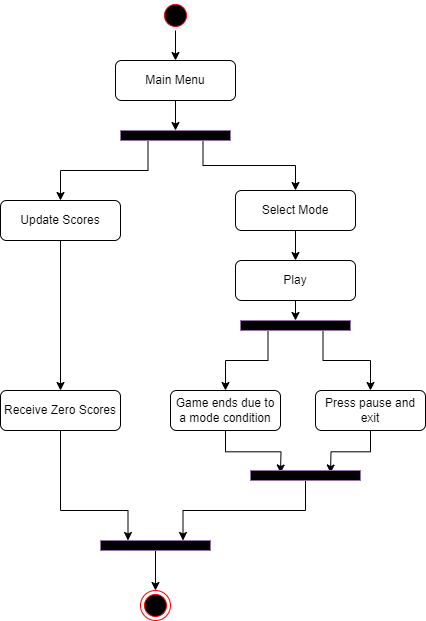 Main Menu
Update Scores
Select Mode
Play
Receive Zero Scores
Game ends due to
a mode condition
Press pause and
exit